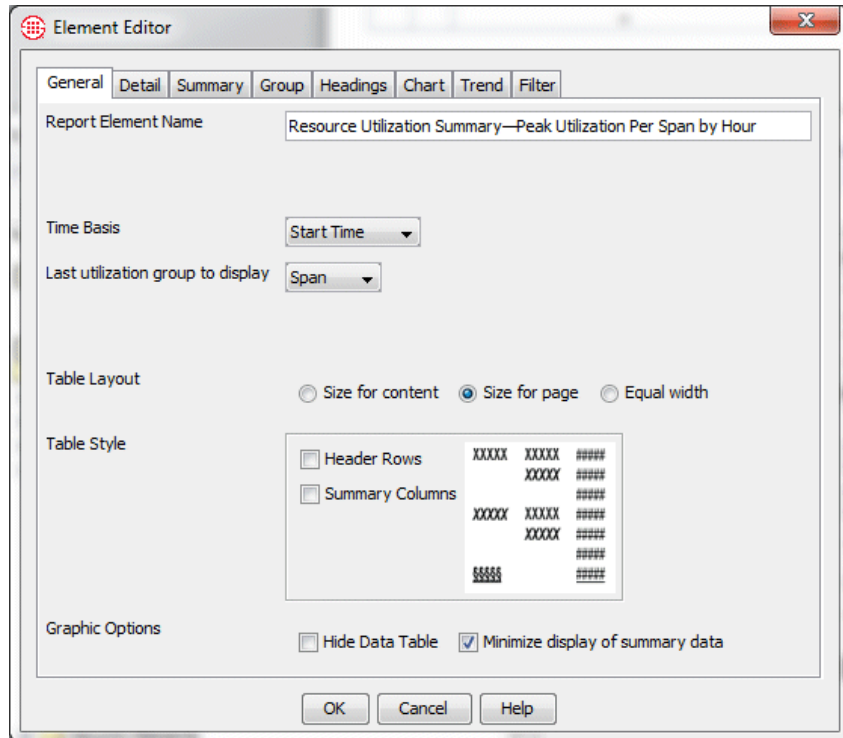 Element Editor
General Detail Summary Group Headings Chart Trend Filter
Report Element Name Resource Utilization Summary—Peak Utilization Per Span by Hour
Time Basis Start Time
Last utilization group to display Span
Table Layout Size for content Size for page Equal width
Table Style
Header Rows
Summary Columns
XXXXX XXXXX #####
XXXXX #####
#####
XXXXX XXXXX #####
XXXXX #####
#####
§§§§§ #####
Graphic Options Hide Data Table Minimize display of summary data
OK Cancel Help